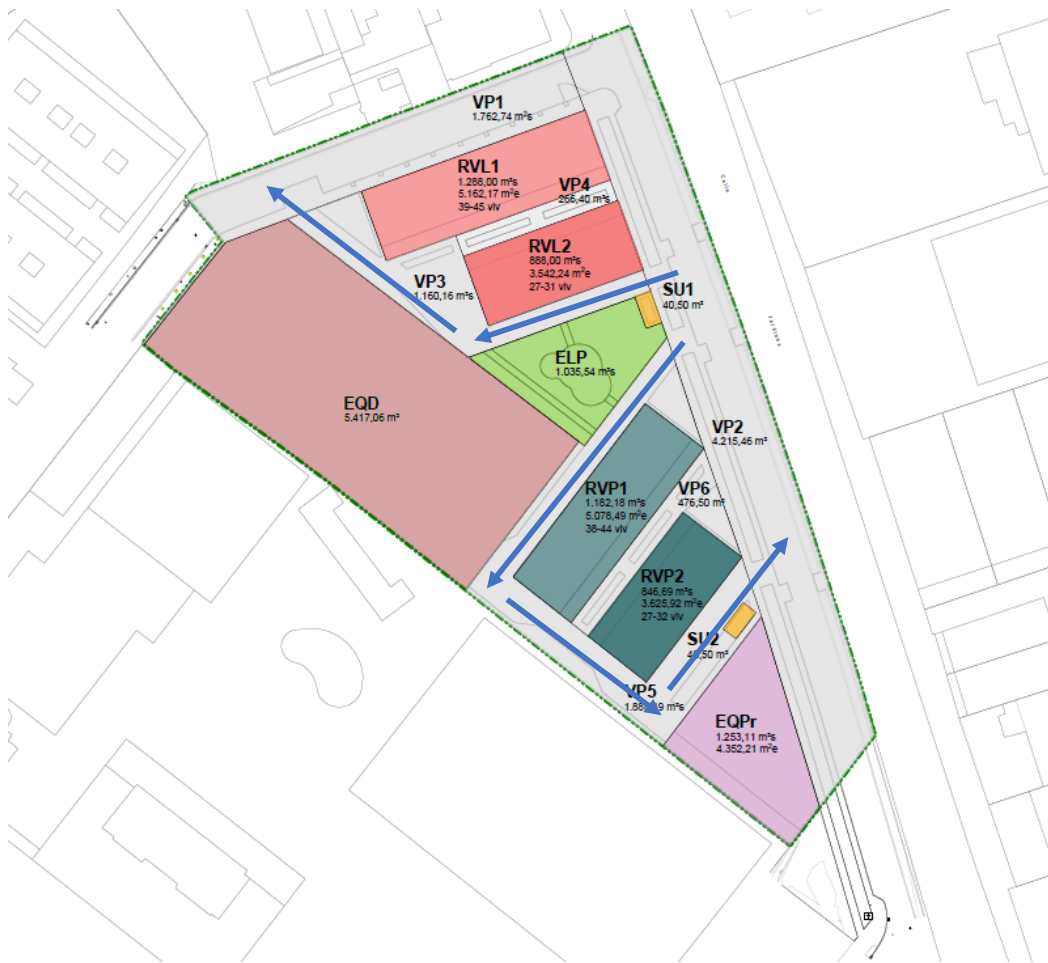 VP1
1.762,74 m²s
RVL1
1.288,00 m²s
5.162,17 m²e
39-45 viv
VP4
266,40 m²s
RVL2
888,00 m²s
3.542,24 m²e
27-31 viv
VP3
1.160,16 m²s
SU1
40,50 m²
ELP
1.035,54 m²s
EQD
5.417,06 m²
VP2
4.215,46 m²
RVP1
1.182,18 m²s
5.078,49 m²e
38-44 viv
VP6
476,50 m²s
RVP2
846,69 m²s
3.625,92 m²e
27-32 viv
SU2
VP5
EQPr
1.253,11 m²s
4.352,21 m²e
Calle